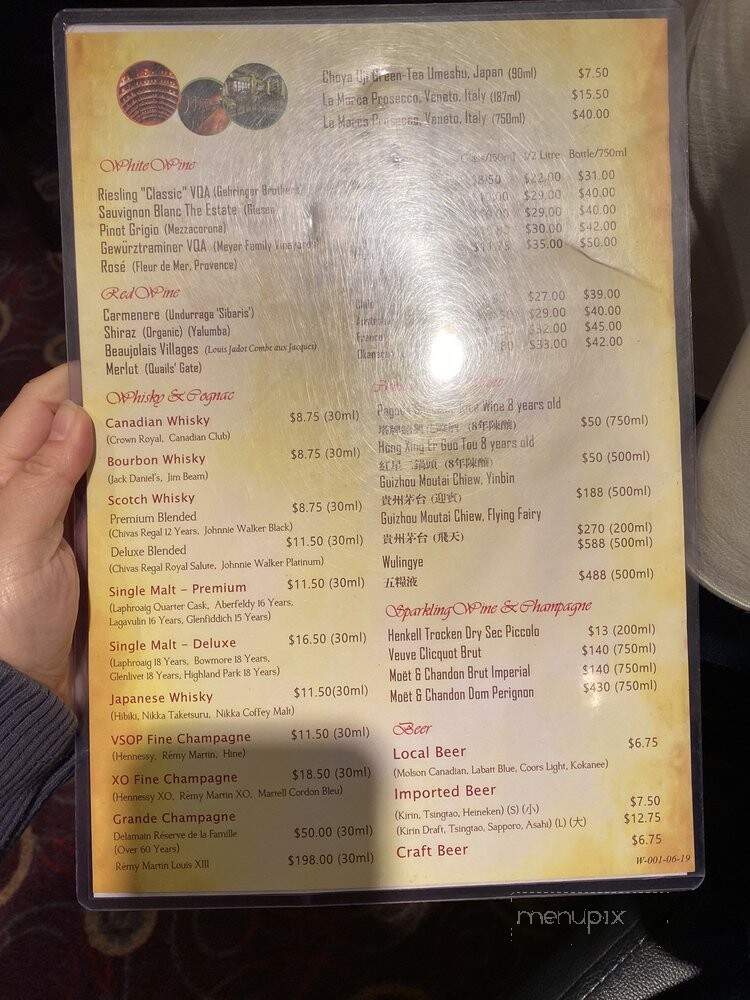 Choya Uji Green-Tea Umeshu, Japan (90ml) $7.50
La Marca Prosecco, Veneto, Italy (187ml) $15.50
La Marca Prosecco, Veneto, Italy (750ml) $40.00
White Wine
Glass/150ml 1/2 Litre Bottle/750ml
Riesling "Classic" VQA (Gehringer Brothers) $8.50 $22.00 $31.00
Sauvignon Blanc The Estate (Giesen) $29.00 $40.00
Pinot Grigio (Mezzacorona) $29.00 $40.00
Gewürztraminer VQA (Meyer Family Vineyard) $30.00 $42.00
Rosé (Fleur de Mer, Provence) $35.00 $50.00
Red Wine
Carmenere (Undurraga 'Sibaris') Chile $27.00 $39.00
Shiraz (Organic) (Yalumba) $29.00 $40.00
Beaujolais Villages (Louis Jadot Combe aux Jacques) France $32.00 $45.00
Merlot (Quails' Gate) $33.00 $42.00
Whisky & Cognac
Canadian Whisky $8.75 (30ml)
(Crown Royal, Canadian Club)
Bourbon Whisky $8.75 (30ml)
(Jack Daniel's, Jim Beam)
Scotch Whisky
Premium Blended $8.75 (30ml)
(Chivas Regal 12 Years, Johnnie Walker Black)
Deluxe Blended $11.50 (30ml)
(Chivas Regal Royal Salute, Johnnie Walker Platinum)
Single Malt - Premium $11.50 (30ml)
(Laphroaig Quarter Cask, Aberfeldy 16 Years,
Lagavulin 16 Years, Glenfiddich 15 Years)
Single Malt - Deluxe $16.50 (30ml)
(Laphroaig 18 Years, Bowmore 18 Years,
Glenlivet 18 Years, Highland Park 18 Years)
Japanese Whisky $11.50(30ml)
(Hibiki, Nikka Taketsuru, Nikka Coffey Malt)
VSOP Fine Champagne $11.50 (30ml)
(Hennessy, Rémy Martin, Hine)
XO Fine Champagne $18.50 (30ml)
(Hennessy XO, Rémy Martin XO, Martell Cordon Bleu)
Grande Champagne
Delamain Réserve de la Famille $50.00 (30ml)
(Over 60 Years)
Rémy Martin Louis XIII $198.00 (30ml)
Wine 8 years old
(8年陳釀) $50 (750ml)
Hong Xing Er Guo Tou 8 years old
紅星二鍋頭 (8年陳釀) $50 (500ml)
Guizhou Moutai Chiew, Yinbin
貴州茅台 (迎賓) $188 (500ml)
Guizhou Moutai Chiew, Flying Fairy
貴州茅台 (飛天) $270 (200ml)
$588 (500ml)
Wulingye
五糧液 $488 (500ml)
Sparkling Wine & Champagne
Henkell Trocken Dry Sec Piccolo $13 (200ml)
Veuve Clicquot Brut $140 (750ml)
Moët & Chandon Brut Imperial $140 (750ml)
Moët & Chandon Dom Perignon $430 (750ml)
Beer
Local Beer $6.75
(Molson Canadian, Labatt Blue, Coors Light, Kokanee)
Imported Beer
(Kirin, Tsingtao, Heineken) (S) (小) $7.50
(Kirin Draft, Tsingtao, Sapporo, Asahi) (L) (大) $12.75
Craft Beer $6.75
W-001-06-19
menupix